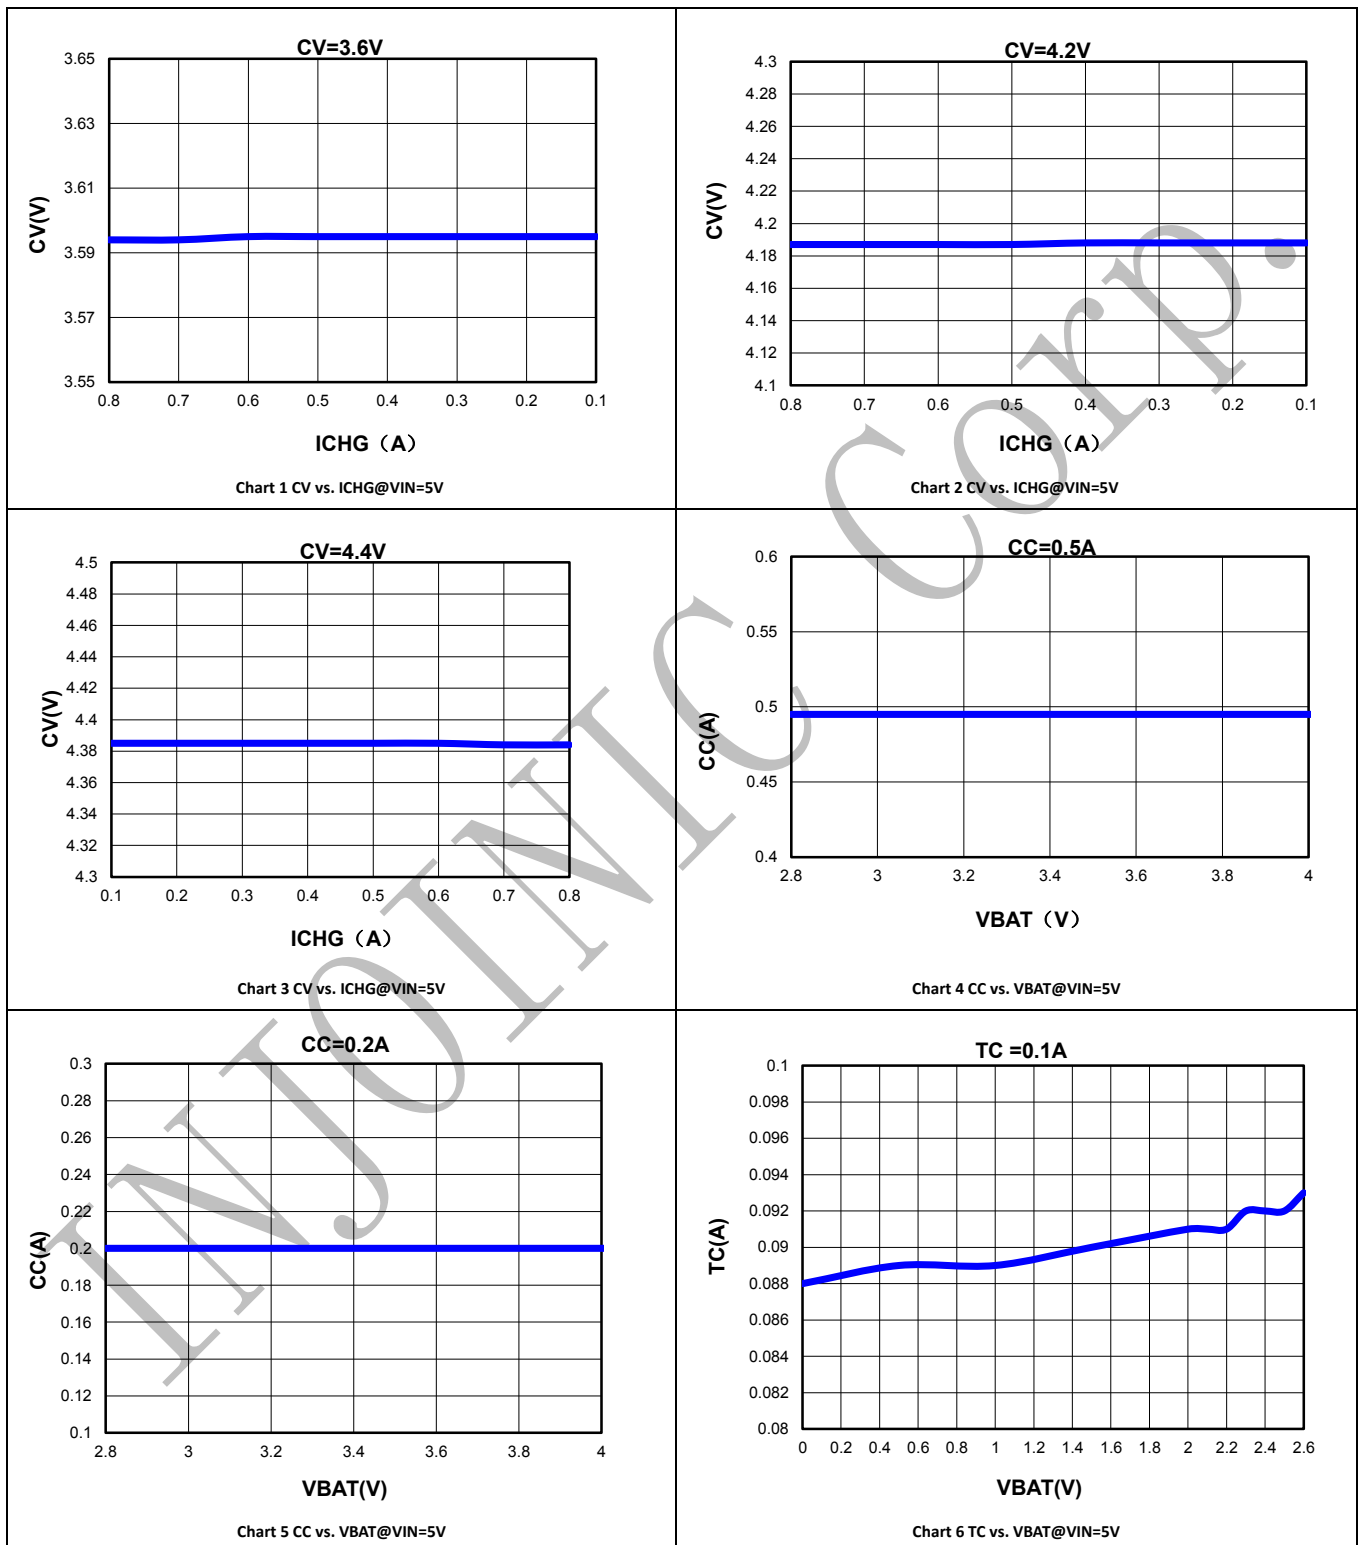 CV=3.6V
3.65
3.63
3.61
3.59
3.57
3.55
CV(V)
0.8 0.7 0.6 0.5 0.4 0.3 0.2 0.1
ICHG（A）
Chart 1 CV vs. ICHG@VIN=5V
CV=4.2V
4.3
4.28
4.26
4.24
4.22
4.2
4.18
4.16
4.14
4.12
4.1
CV(V)
0.8 0.7 0.6 0.5 0.4 0.3 0.2 0.1
ICHG（A）
Chart 2 CV vs. ICHG@VIN=5V
CV=4.4V
4.5
4.48
4.46
4.44
4.42
4.4
4.38
4.36
4.34
4.32
4.3
CV(V)
0.1 0.2 0.3 0.4 0.5 0.6 0.7 0.8
ICHG（A）
Chart 3 CV vs. ICHG@VIN=5V
CC=0.5A
0.6
0.55
0.5
0.45
0.4
CC(A)
2.8 3 3.2 3.4 3.6 3.8 4
VBAT（V）
Chart 4 CC vs. VBAT@VIN=5V
CC=0.2A
0.3
0.28
0.26
0.24
0.22
0.2
0.18
0.16
0.14
0.12
0.1
CC(A)
2.8 3 3.2 3.4 3.6 3.8 4
VBAT(V)
Chart 5 CC vs. VBAT@VIN=5V
TC =0.1A
0.1
0.098
0.096
0.094
0.092
0.09
0.088
0.086
0.084
0.082
0.08
TC(A)
0 0.2 0.4 0.6 0.8 1 1.2 1.4 1.6 1.8 2 2.2 2.4 2.6
VBAT(V)
Chart 6 TC vs. VBAT@VIN=5V
INJOINIC Corp.